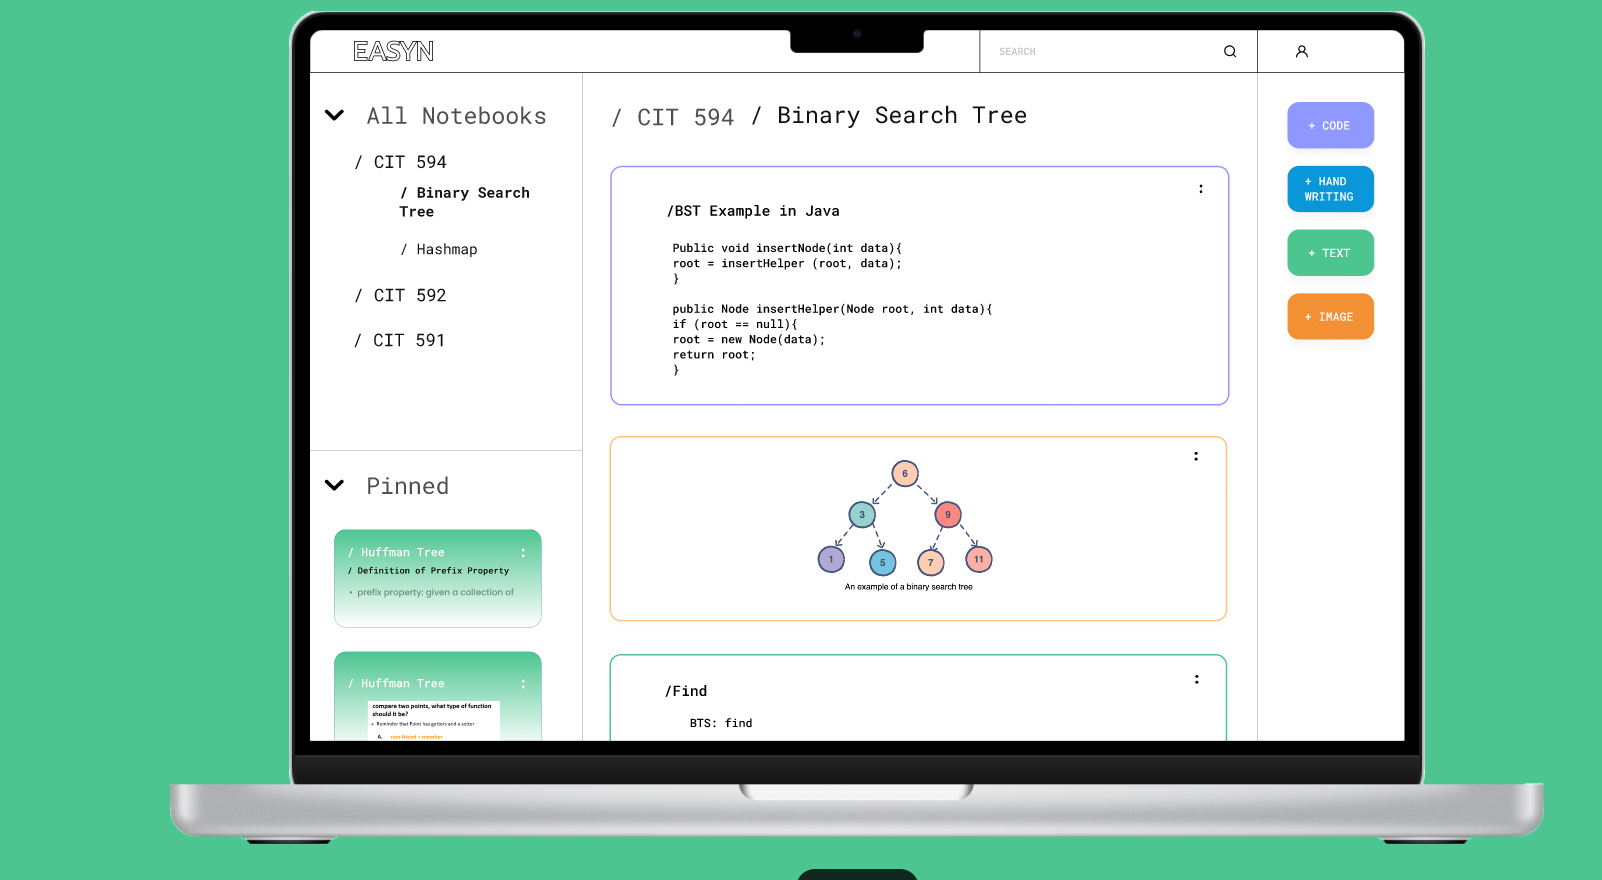 EASYN
SEARCH
All Notebooks
/ CIT 594
/ Binary Search
Tree
/ Hashmap
/ CIT 592
/ CIT 591
Pinned
/ Huffman Tree
/ Definition of Prefix Property
• prefix property: given a collection of
/ Huffman Tree
compare two points, what type of function
should it be?
Reminder that Point has getters and a setter
A. non-friend + member
/ CIT 594 / Binary Search Tree
/BST Example in Java
Public void insertNode(int data){
root = insertHelper (root, data);
}
public Node insertHelper(Node root, int data){
if (root == null){
root = new Node(data);
return root;
}
6
3
9
1
5
7
11
An example of a binary search tree
/Find
BTS: find
+ CODE
+ HAND
WRITING
+ TEXT
+ IMAGE